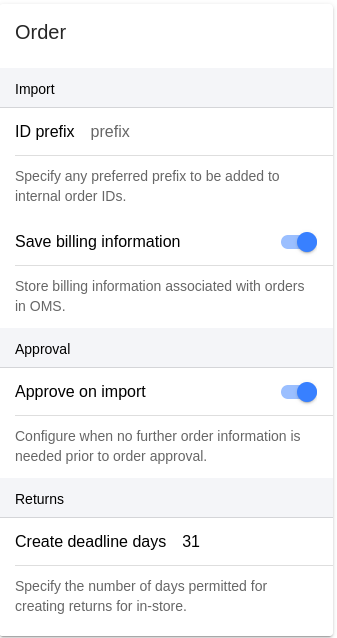 Order
Import
ID prefix prefix
Specify any preferred prefix to be added to
internal order IDs.
Save billing information
Store billing information associated with orders
in OMS.
Approval
Approve on import
Configure when no further order information is
needed prior to order approval.
Returns
Create deadline days 31
Specify the number of days permitted for
creating returns for in-store.